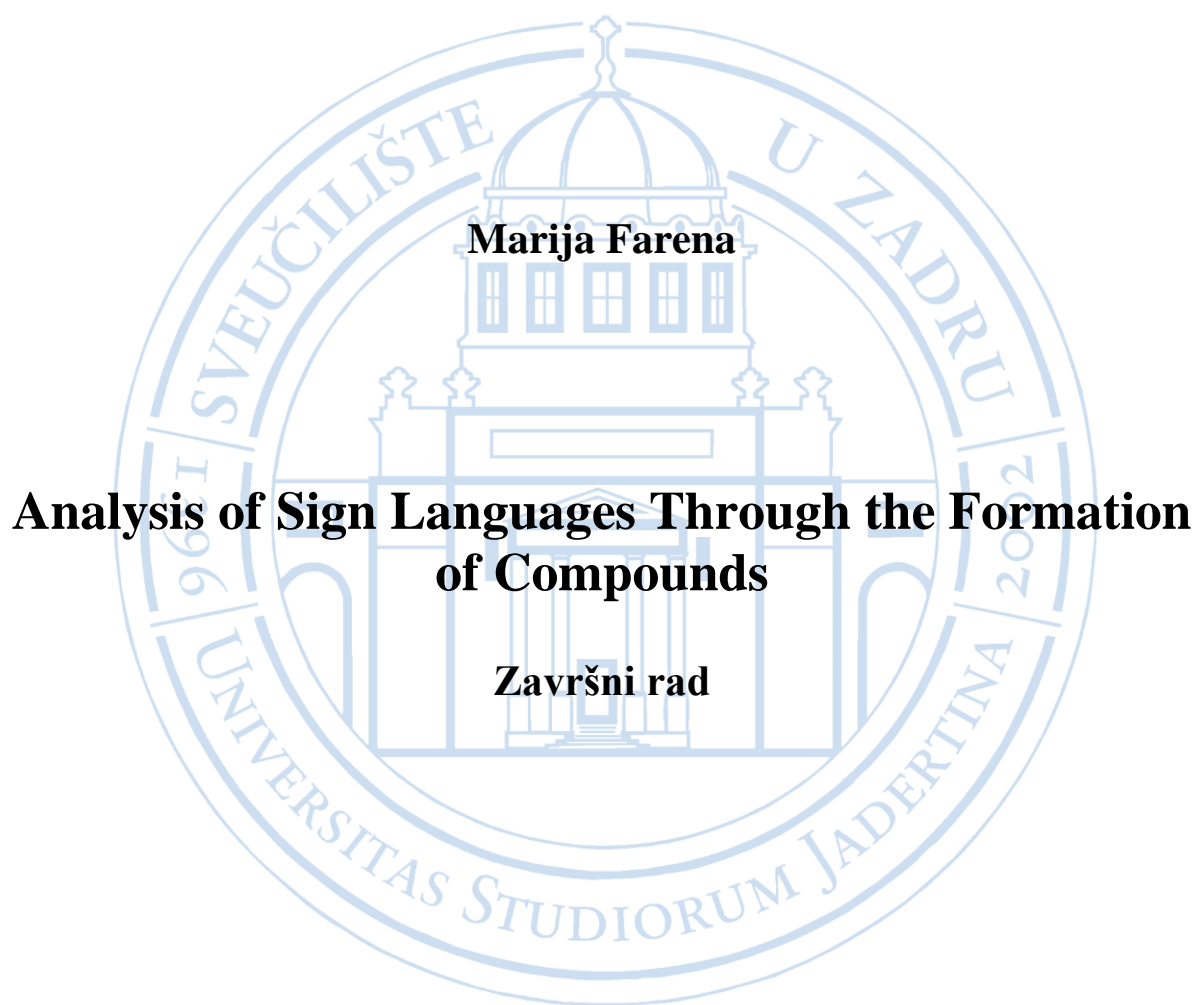 SVEUČILIŠTE U ZADRU
Marija Farena
1396
2002
Analysis of Sign Languages Through the Formation
of Compounds
Završni rad
UNIVERSITAS STUDIORUM JADERTINA